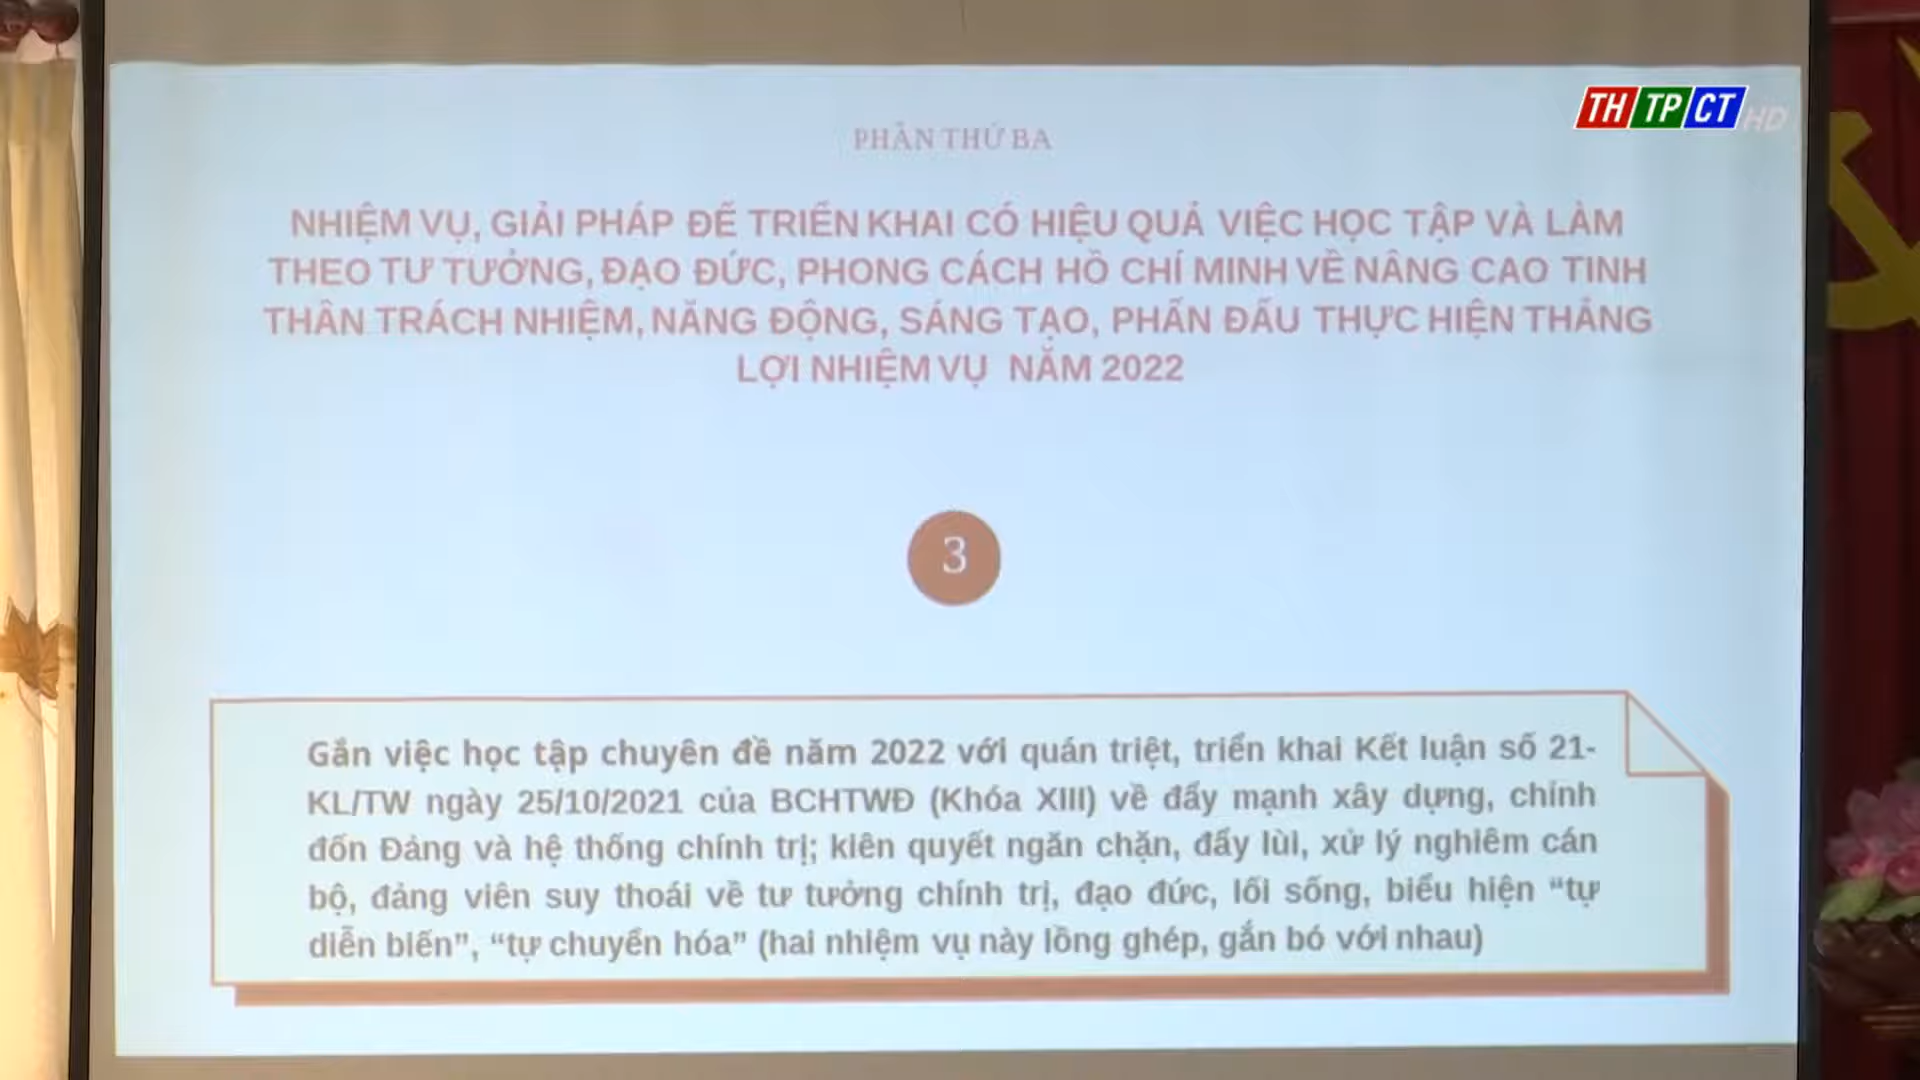 TH TP CT HD
PHẦN THỨ BA
NHIỆM VỤ, GIẢI PHÁP ĐỂ TRIỂN KHAI CÓ HIỆU QUẢ VIỆC HỌC TẬP VÀ LÀM
THEO TƯ TƯỞNG, ĐẠO ĐỨC, PHONG CÁCH HỒ CHÍ MINH VỀ NÂNG CAO TINH
THẦN TRÁCH NHIỆM, NĂNG ĐỘNG, SÁNG TẠO, PHẤN ĐẤU THỰC HIỆN THẮNG
LỢI NHIỆM VỤ NĂM 2022
3
Gắn việc học tập chuyên đề năm 2022 với quán triệt, triển khai Kết luận số 21-
KL/TW ngày 25/10/2021 của BCHTWĐ (Khóa XIII) về đẩy mạnh xây dựng, chỉnh
đốn Đảng và hệ thống chính trị; kiên quyết ngăn chặn, đẩy lùi, xử lý nghiêm cán
bộ, đảng viên suy thoái về tư tưởng chính trị, đạo đức, lối sống, biểu hiện “tự
diễn biến”, “tự chuyển hóa” (hai nhiệm vụ này lồng ghép, gắn bó với nhau)